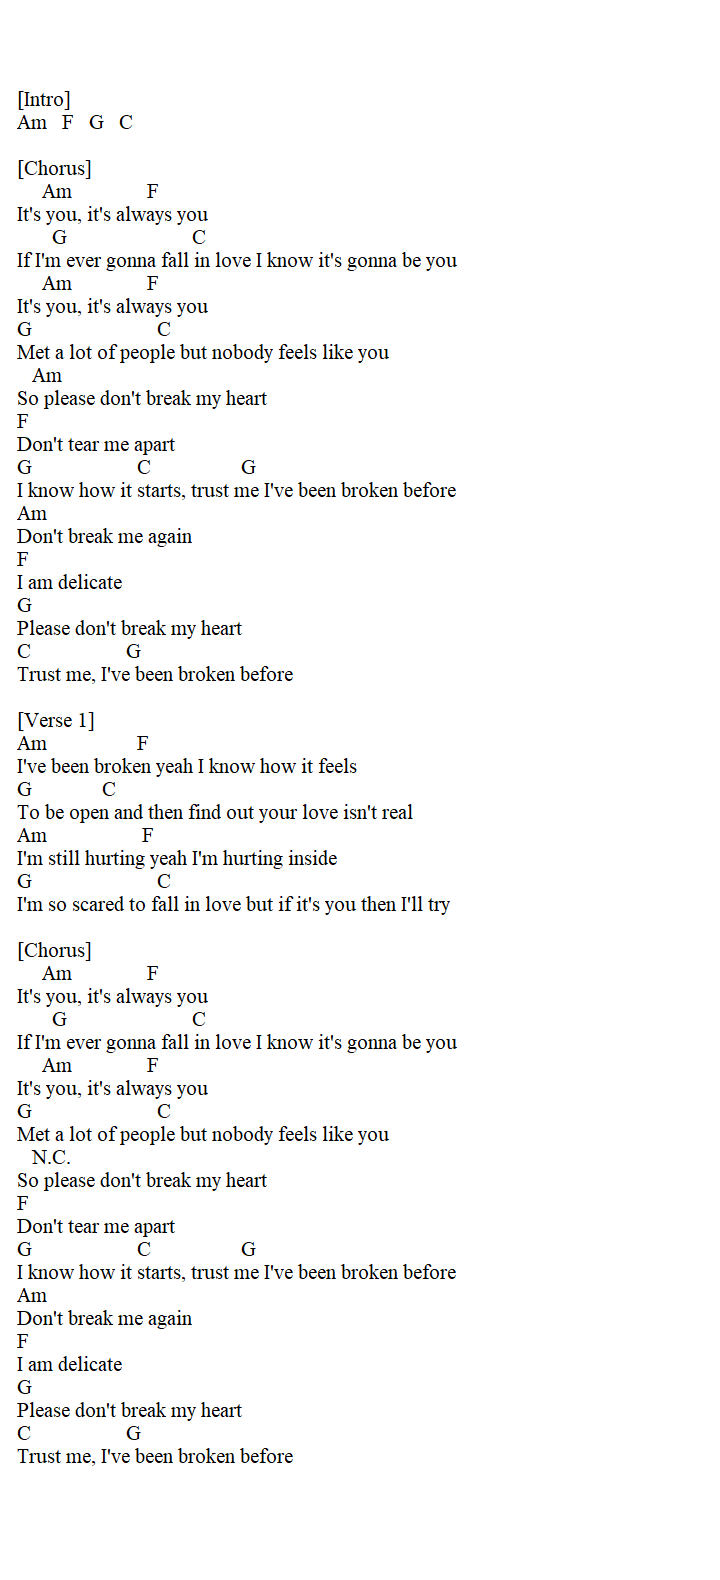 [Intro]
Am   F   G   C

[Chorus]
     Am               F
It's you, it's always you
       G                         C
If I'm ever gonna fall in love I know it's gonna be you
     Am               F
It's you, it's always you
G                         C
Met a lot of people but nobody feels like you
   Am
So please don't break my heart
F
Don't tear me apart
G                     C                  G
I know how it starts, trust me I've been broken before
Am
Don't break me again
F
I am delicate
G
Please don't break my heart
C                   G
Trust me, I've been broken before

[Verse 1]
Am                  F
I've been broken yeah I know how it feels
G              C
To be open and then find out your love isn't real
Am                   F
I'm still hurting yeah I'm hurting inside
G                         C
I'm so scared to fall in love but if it's you then I'll try

[Chorus]
     Am               F
It's you, it's always you
       G                         C
If I'm ever gonna fall in love I know it's gonna be you
     Am               F
It's you, it's always you
G                         C
Met a lot of people but nobody feels like you
   N.C.
So please don't break my heart
F
Don't tear me apart
G                     C                  G
I know how it starts, trust me I've been broken before
Am
Don't break me again
F
I am delicate
G
Please don't break my heart
C                   G
Trust me, I've been broken before